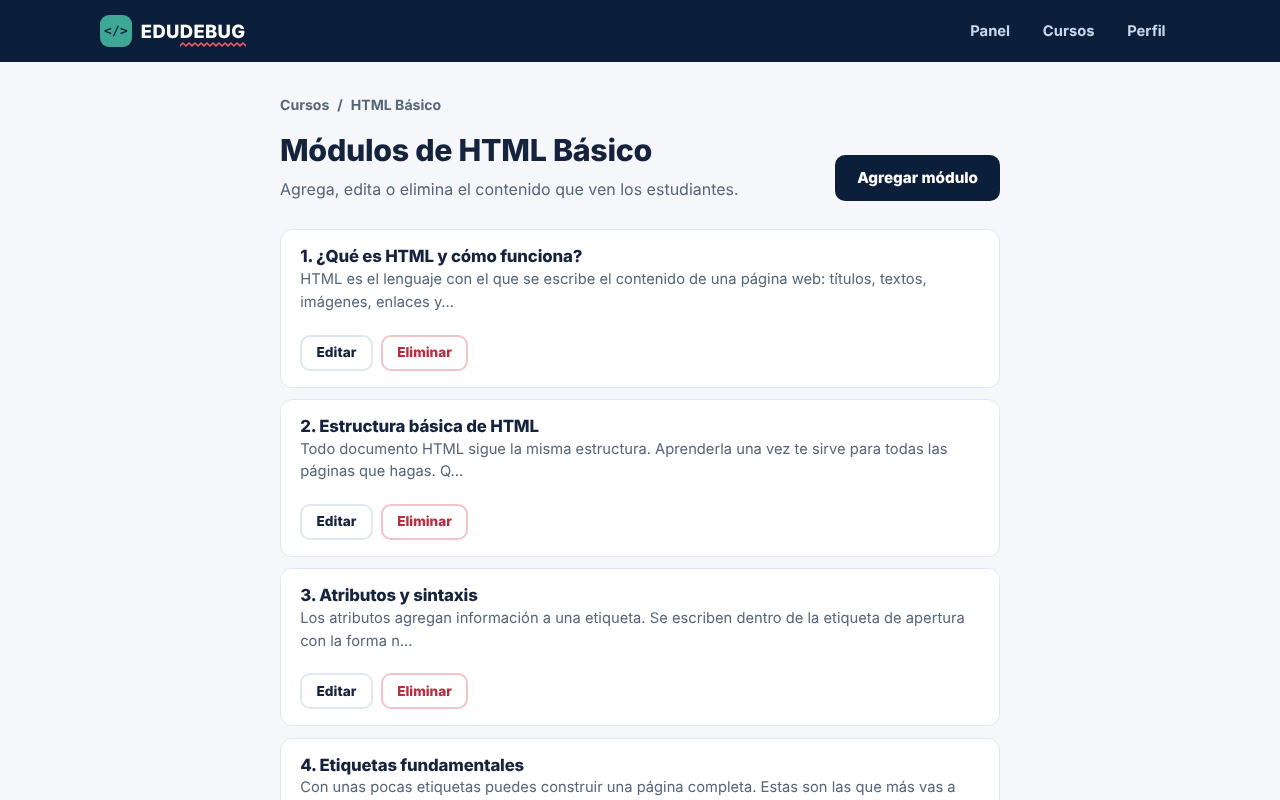 </> EDUDEBUG
Panel Cursos Perfil
Cursos / HTML Básico
Módulos de HTML Básico
Agrega, edita o elimina el contenido que ven los estudiantes.
Agregar módulo
1. ¿Qué es HTML y cómo funciona?
HTML es el lenguaje con el que se escribe el contenido de una página web: títulos, textos,
imágenes, enlaces y...
Editar Eliminar
2. Estructura básica de HTML
Todo documento HTML sigue la misma estructura. Aprenderla una vez te sirve para todas las
páginas que hagas. Q...
Editar Eliminar
3. Atributos y sintaxis
Los atributos agregan información a una etiqueta. Se escriben dentro de la etiqueta de apertura
con la forma n...
Editar Eliminar
4. Etiquetas fundamentales
Con unas pocas etiquetas puedes construir una página completa. Estas son las que más vas a